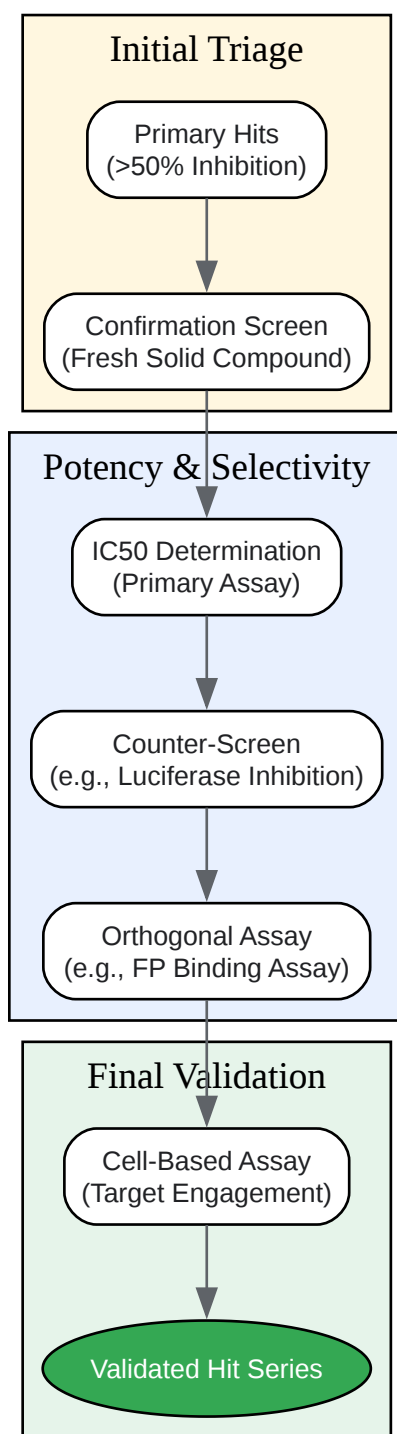 Initial Triage
Primary Hits
(>50% Inhibition)
Confirmation Screen
(Fresh Solid Compound)
Potency & Selectivity
IC50 Determination
(Primary Assay)
Counter-Screen
(e.g., Luciferase Inhibition)
Orthogonal Assay
(e.g., FP Binding Assay)
Final Validation
Cell-Based Assay
(Target Engagement)
Validated Hit Series